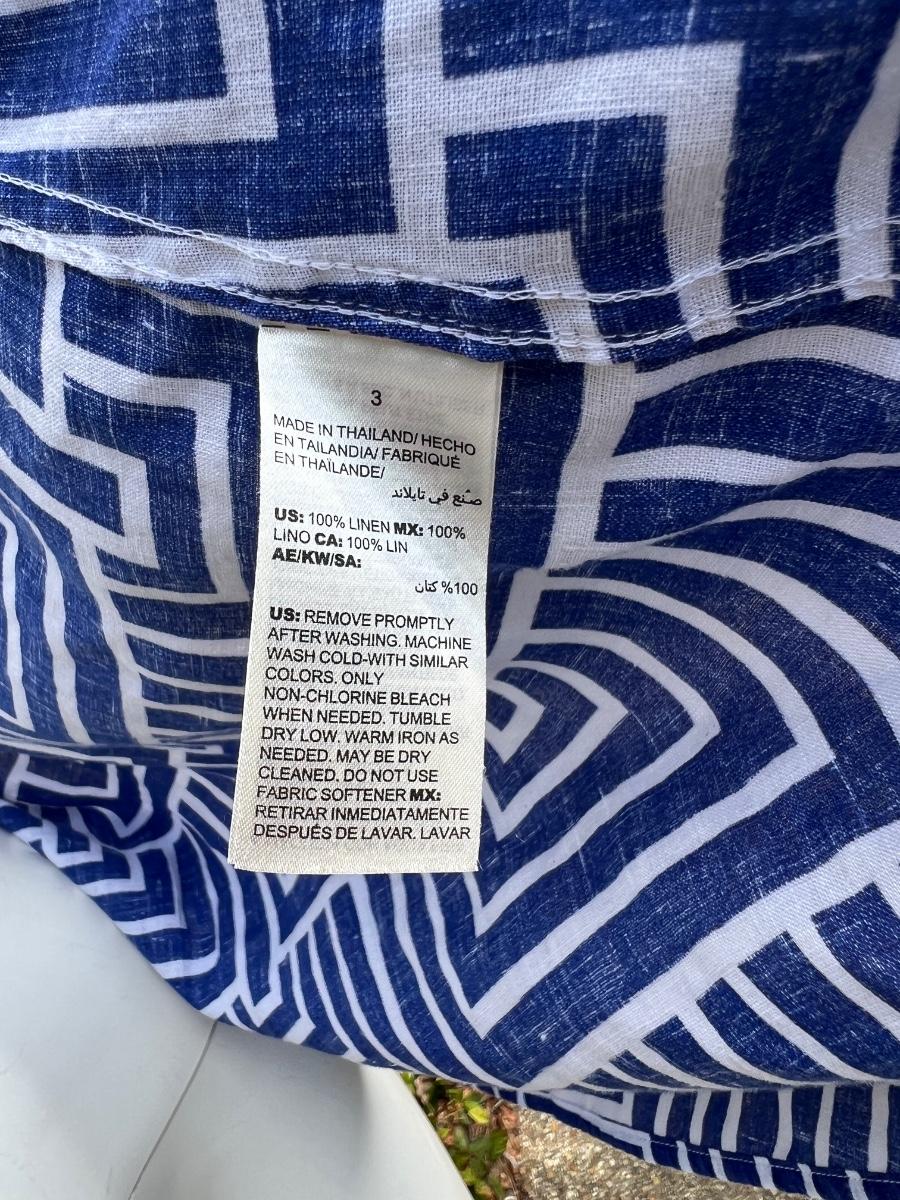 3
MADE IN THAILAND/ HECHO
EN TAILANDIA/ FABRIQUÉ
EN THAÏLANDE/
صُنع في تايلاند
US: 100% LINEN MX: 100%
LINO CA: 100% LIN
AE/KW/SA:
100% كتان
US: REMOVE PROMPTLY
AFTER WASHING. MACHINE
WASH COLD-WITH SIMILAR
COLORS. ONLY
NON-CHLORINE BLEACH
WHEN NEEDED. TUMBLE
DRY LOW. WARM IRON AS
NEEDED. MAY BE DRY
CLEANED. DO NOT USE
FABRIC SOFTENER MX:
RETIRAR INMEDIATAMENTE
DESPUÉS DE LAVAR. LAVAR